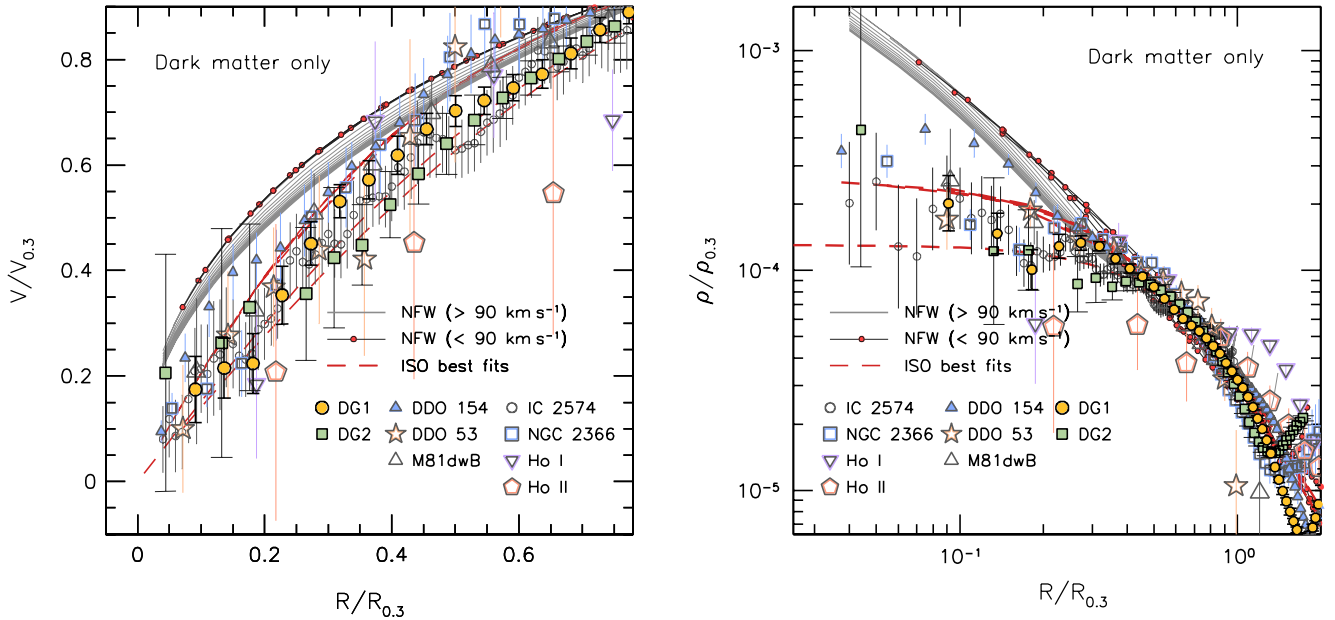 0.8
0.6
0.4
0.2
0
V/V0.3
Dark matter only
NFW (> 90 km s⁻¹)
NFW (< 90 km s⁻¹)
ISO best fits
DG1
DDO 154
IC 2574
DG2
DDO 53
NGC 2366
M81dwB
Ho I
Ho II
0
0.2
0.4
0.6
R/R0.3
10⁻³
10⁻⁴
10⁻⁵
ρ/ρ0.3
Dark matter only
NFW (> 90 km s⁻¹)
NFW (< 90 km s⁻¹)
ISO best fits
IC 2574
DDO 154
DG1
NGC 2366
DDO 53
DG2
Ho I
M81dwB
Ho II
10⁻¹
10⁰
R/R0.3